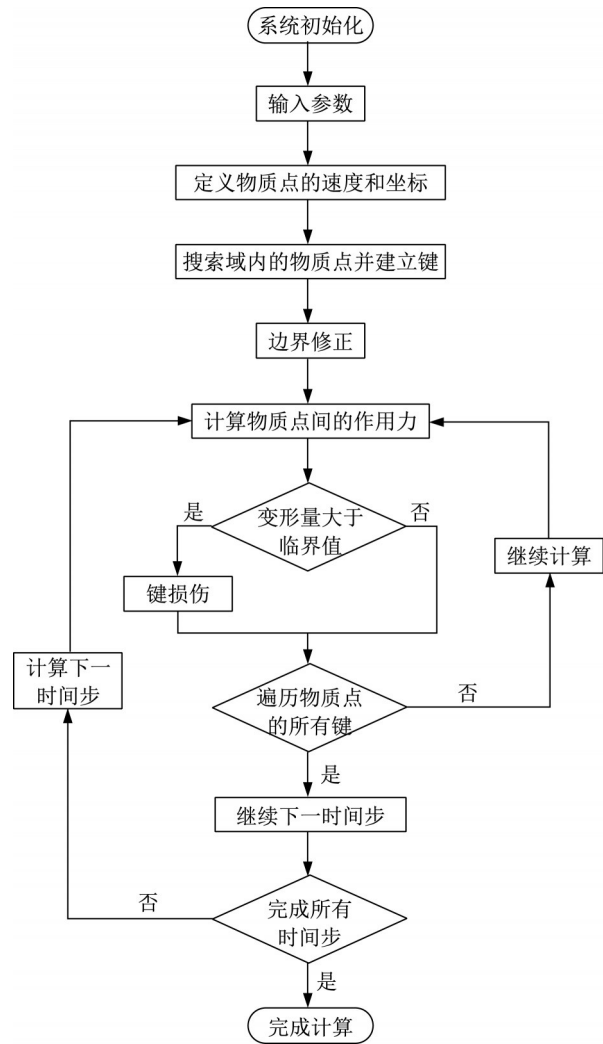 系统初始化
输入参数
定义物质点的速度和坐标
搜索域内的物质点并建立键
边界修正
计算物质点间的作用力
是
变形量大于
临界值
否
键损伤
继续计算
计算下一
时间步
遍历物质点
的所有键
否
是
继续下一时间步
否
完成所有
时间步
是
完成计算